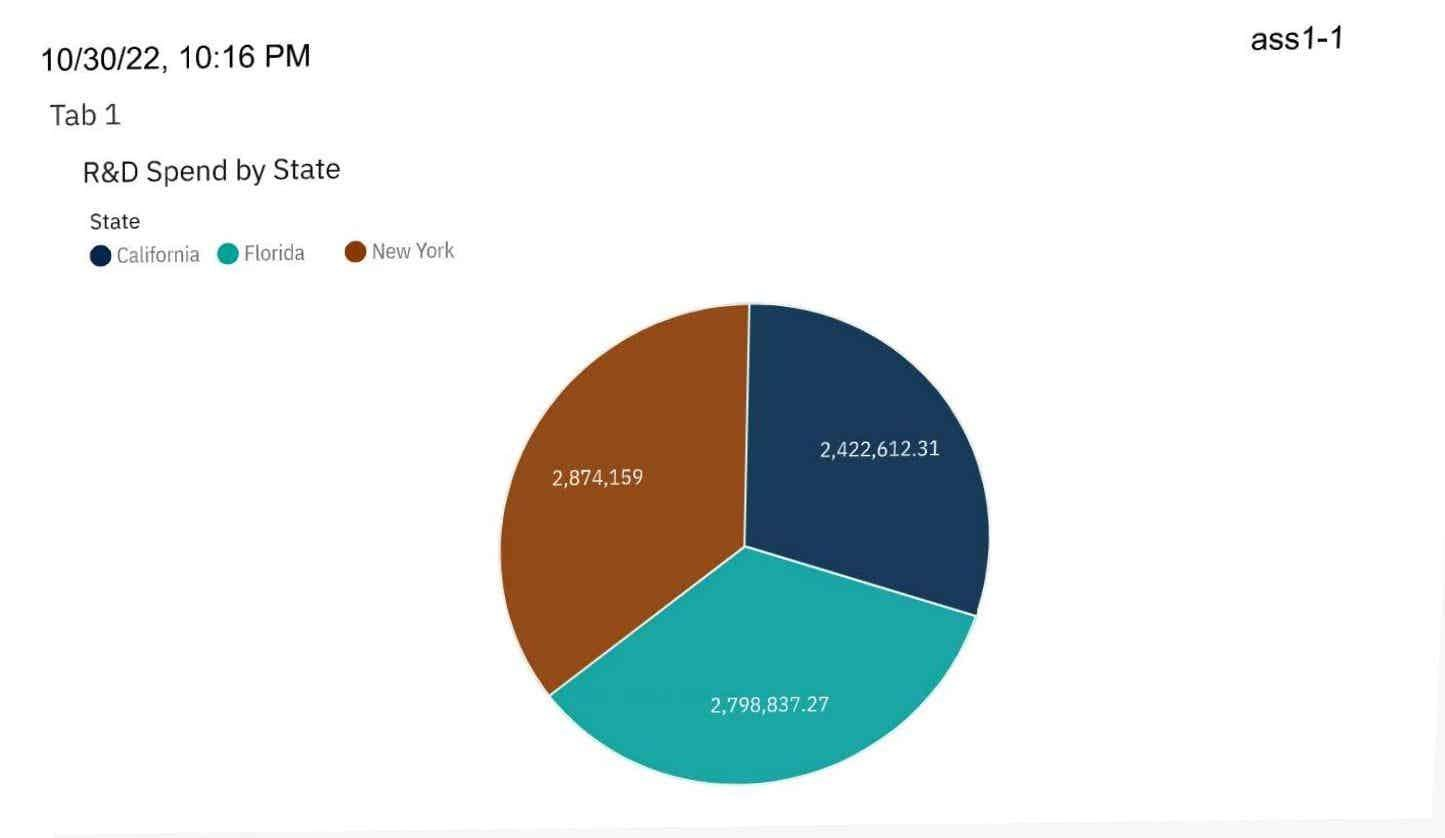 10/30/22, 10:16 PM
ass1-1
Tab 1
R&D Spend by State
State
California Florida New York
2,422,612.31
2,874,159
2,798,837.27